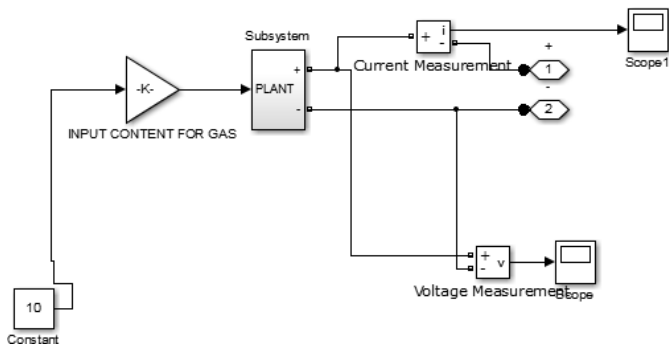 Subsystem
PLANT
+
-
-K-
INPUT CONTENT FOR GAS
+
i
-
Current Measurement
Scope1
+
1
-
2
+
-
v
Voltage Measurement
Scope
10
Constant